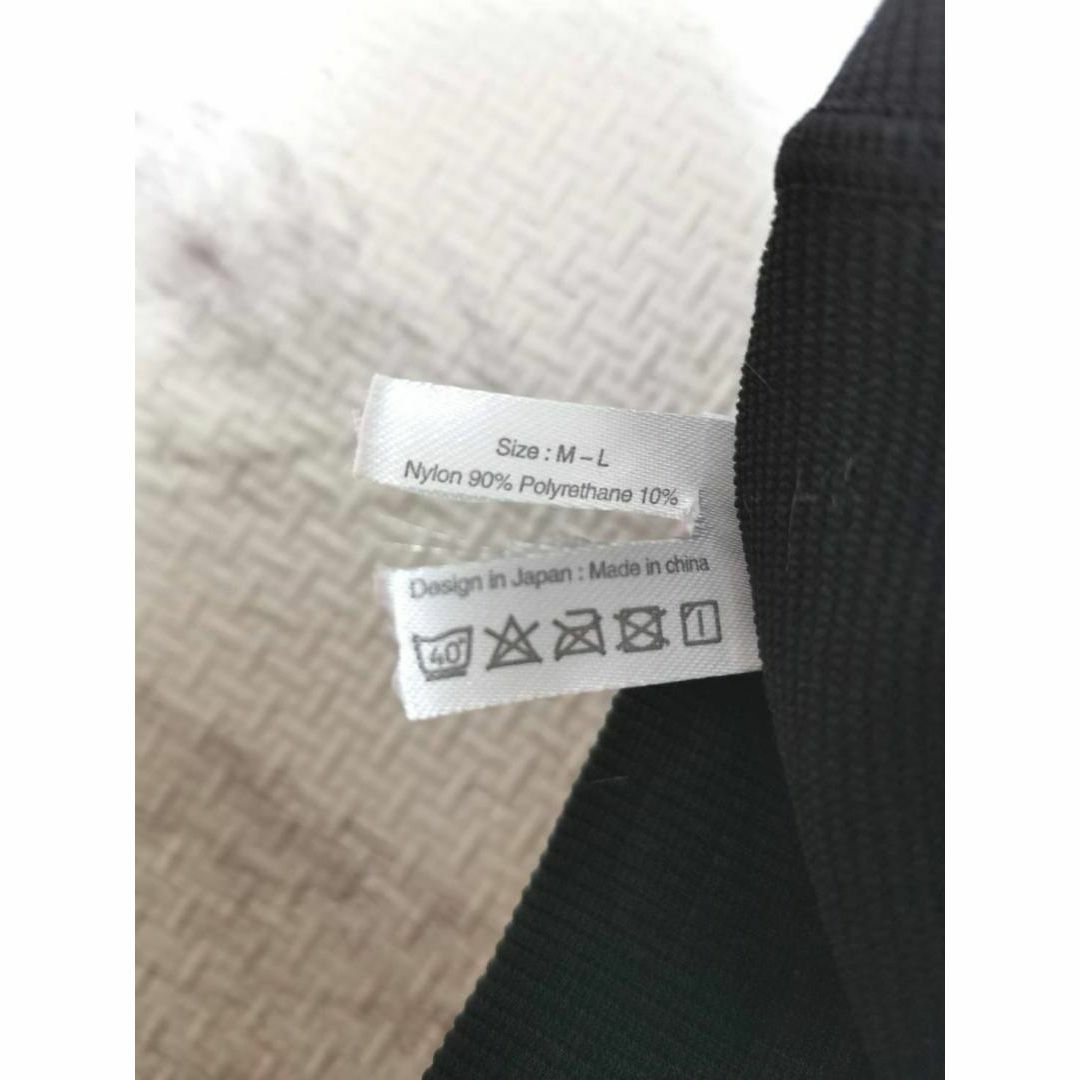 Size : M – L
Nylon 90% Polyrethane 10%
Design in Japan : Made in china
40°